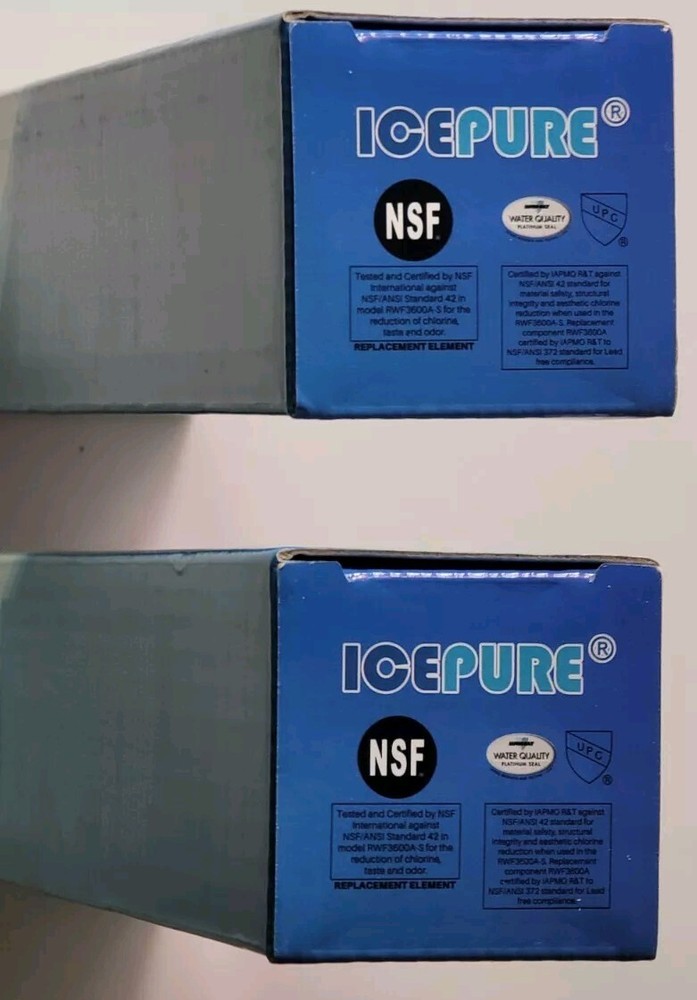 ICEPURE®
NSF
WATER QUALITY
PLATINUM SEAL
UPC
®
Tested and Certified by NSF
International against
NSF/ANSI Standard 42 in
model RWF3600A-S for the
reduction of chlorine,
taste and odor.
REPLACEMENT ELEMENT
Certified by IAPMO R&T against
NSF/ANSI 42 standard for
material safety, structural
integrity and aesthetic chlorine
reduction when used in the
RWF3600A-S. Replacement
component RWF3600A
certified by IAPMO R&T to
NSF/ANSI 372 standard for Lead
free compliance.
ICEPURE®
NSF
WATER QUALITY
PLATINUM SEAL
UPC
®
Tested and Certified by NSF
International against
NSF/ANSI Standard 42 in
model RWF3600A-S for the
reduction of chlorine,
taste and odor.
REPLACEMENT ELEMENT
Certified by IAPMO R&T against
NSF/ANSI 42 standard for
material safety, structural
integrity and aesthetic chlorine
reduction when used in the
RWF3600A-S. Replacement
component RWF3600A
certified by IAPMO R&T to
NSF/ANSI 372 standard for Lead
free compliance.